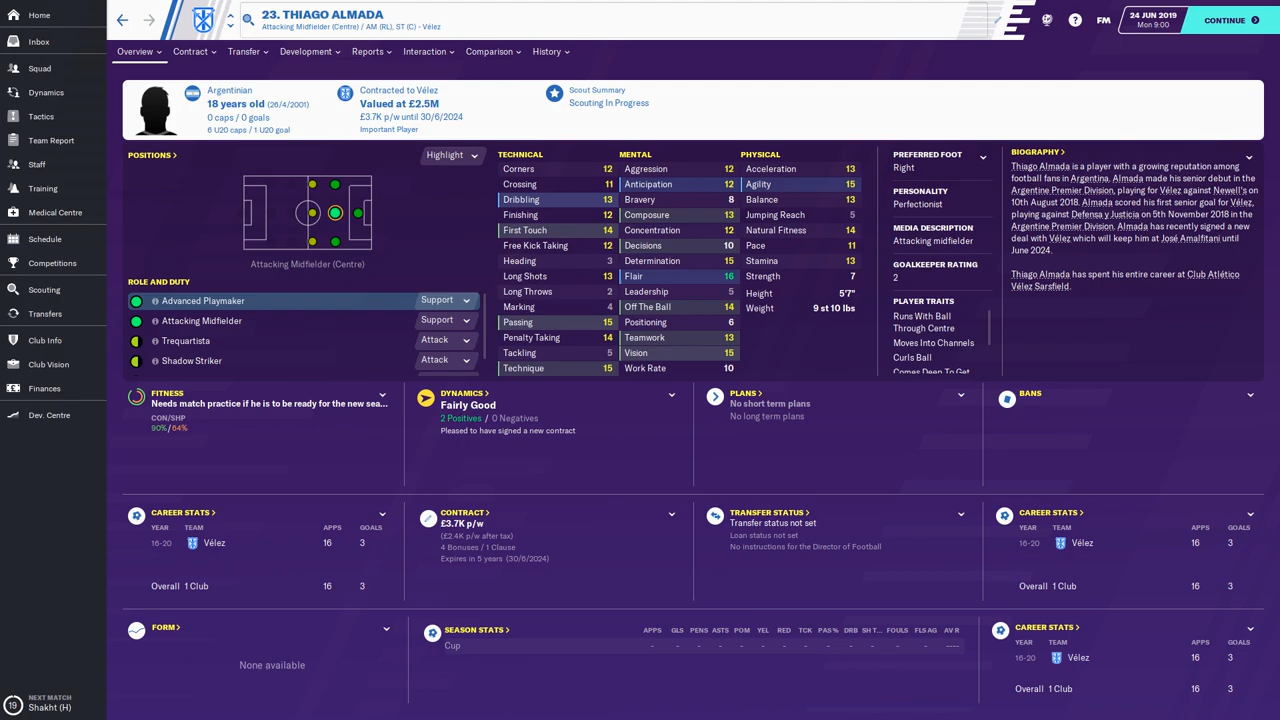 23. THIAGO ALMADA
Attacking Midfielder (Centre) / AM (RL), ST (C) - Vélez
?
FM
24 JUN 2019
Mon 9:00
CONTINUE
Inbox
Squad
Dynamics
Tactics
Team Report
Staff
Training
Medical Centre
Schedule
Competitions
Scouting
Transfers
Club Info
Club Vision
Finances
Dev. Centre
19
NEXT MATCH
Shakht (H)
Overview
Contract
Transfer
Development
Reports
Interaction
Comparison
History
Argentinian
18 years old (26/4/2001)
0 caps / 0 goals
6 U20 caps / 1 U20 goal
Contracted to Vélez
Valued at £2.5M
£3.7K p/w until 30/6/2024
Important Player
Scout Summary
Scouting In Progress
POSITIONS >
Highlight
Attacking Midfielder (Centre)
ROLE AND DUTY
Advanced Playmaker Support
Attacking Midfielder Support
Trequartista Attack
Shadow Striker Attack
TECHNICAL
Corners 12
Crossing 11
Dribbling 13
Finishing 12
First Touch 14
Free Kick Taking 12
Heading 3
Long Shots 13
Long Throws 2
Marking 4
Passing 15
Penalty Taking 14
Tackling 5
Technique 15
MENTAL
Aggression 12
Anticipation 12
Bravery 8
Composure 13
Concentration 12
Decisions 10
Determination 15
Flair 16
Leadership 5
Off The Ball 14
Positioning 6
Teamwork 13
Vision 15
Work Rate 10
PHYSICAL
Acceleration 13
Agility 15
Balance 13
Jumping Reach 5
Natural Fitness 14
Pace 11
Stamina 13
Strength 7
Height 5'7"
Weight 9 st 10 lbs
PREFERRED FOOT
Right
PERSONALITY
Perfectionist
MEDIA DESCRIPTION
Attacking midfielder
GOALKEEPER RATING
2
PLAYER TRAITS
Runs With Ball
Through Centre
Moves Into Channels
Curls Ball
Comes Deep To Get
BIOGRAPHY >
Thiago Almada is a player with a growing reputation among
football fans in Argentina. Almada made his senior debut in the
Argentine Premier Division, playing for Vélez against Newell's on
10th August 2018. Almada scored his first senior goal for Vélez,
playing against Defensa y Justicia on 5th November 2018 in the
Argentine Premier Division. Almada has recently signed a new
deal with Vélez which will keep him at José Amalfitani until
June 2024.
Thiago Almada has spent his entire career at Club Atlético
Vélez Sarsfield.
FITNESS >
Needs match practice if he is to be ready for the new sea...
CON/SHP
90%/64%
DYNAMICS >
Fairly Good
2 Positives / 0 Negatives
Pleased to have signed a new contract
PLANS >
No short term plans
No long term plans
BANS
CAREER STATS >
YEAR TEAM APPS GOALS
16-20 Vélez 16 3
Overall 1 Club 16 3
CONTRACT >
£3.7K p/w
(£2.4K p/w after tax)
4 Bonuses / 1 Clause
Expires in 5 years (30/6/2024)
TRANSFER STATUS >
Transfer status not set
Loan status not set
No instructions for the Director of Football
CAREER STATS >
YEAR TEAM APPS GOALS
16-20 Vélez 16 3
Overall 1 Club 16 3
FORM >
None available
SEASON STATS >
APPS GLS PENS ASTS POM YEL RED TCK PAS % DRB SH T... FOULS FLS AG AV R
Cup - - - - - - - - - - - - - ----
CAREER STATS >
YEAR TEAM APPS GOALS
16-20 Vélez 16 3
Overall 1 Club 16 3